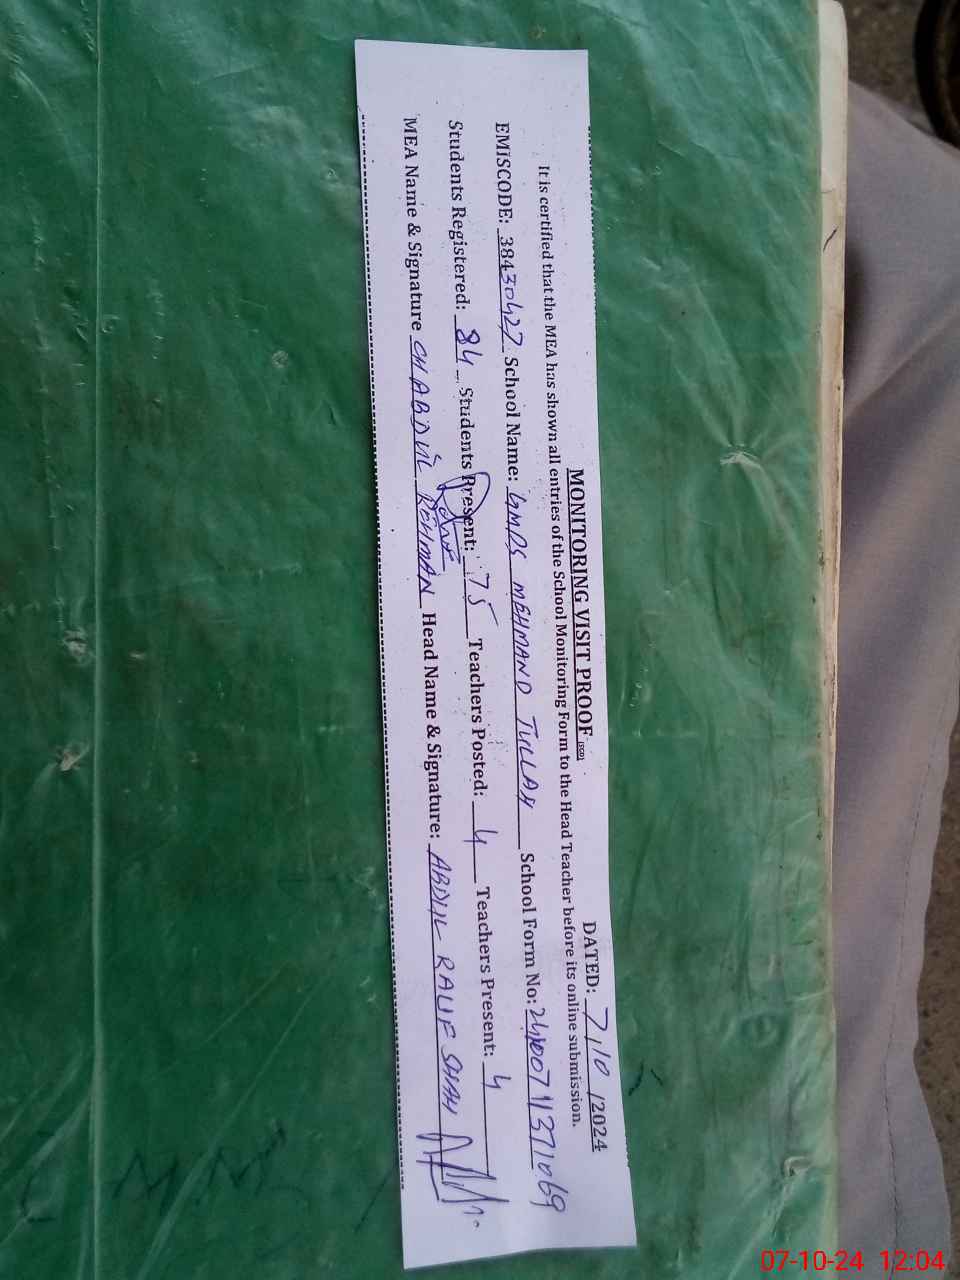 MONITORING VISIT PROOF (SGD) DATED: 7/10/2024
It is certified that the MEA has shown all entries of the School Monitoring Form to the Head Teacher before its online submission.
EMISCODE: 38430427 School Name: GMPS MEHMAND TULLAH School Form No: 241007
Students Registered: 84 Students Present: 75 Teachers Posted: 4 Teachers Present: 4
MEA Name & Signature CH ABDUL REHMAN Head Name & Signature: ABDUL RAUF SHAH
07-10-24 12:04